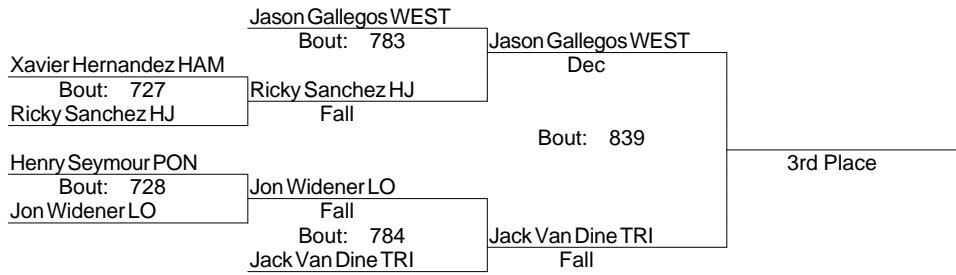 Jason Gallegos WEST
Bout: 783
Jason Gallegos WEST
Dec
Xavier Hernandez HAM
Bout: 727
Ricky Sanchez HJ
Ricky Sanchez HJ
Fall
Bout: 839
3rd Place
Henry Seymour PON
Bout: 728
Jon Widener LO
Jon Widener LO
Fall
Bout: 784
Jack Van Dine TRI
Fall
Jack Van Dine TRI